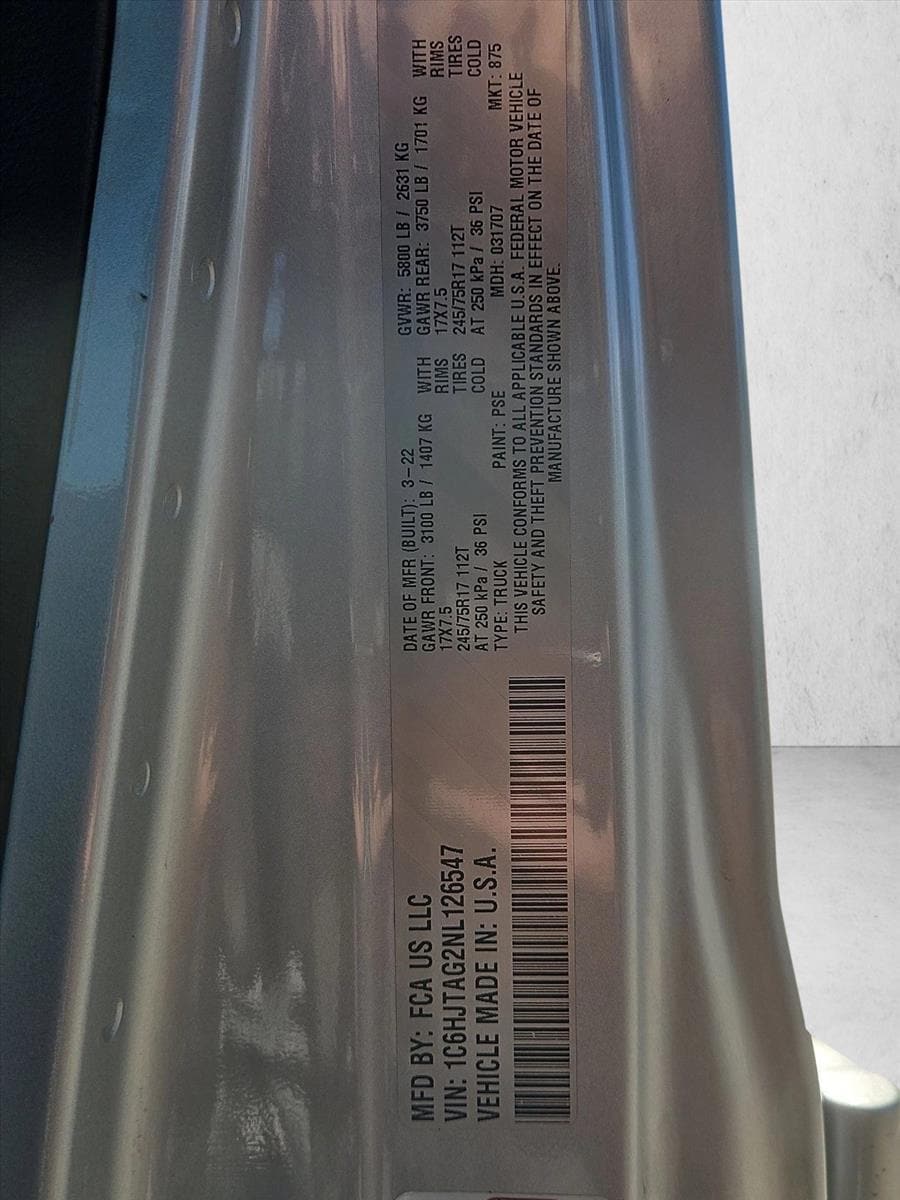 MFD BY: FCA US LLC
VIN: 1C6HJTAG2NL126547
VEHICLE MADE IN: U.S.A.
DATE OF MFR (BUILT): 3-22 GVWR: 5800 LB / 2631 KG
GAWR FRONT: 3100 LB / 1407 KG WITH GAWR REAR: 3750 LB / 1701 KG WITH
17X7.5 RIMS 17X7.5 RIMS
245/75R17 112T TIRES 245/75R17 112T TIRES
AT 250 kPa / 36 PSI COLD AT 250 kPa / 36 PSI COLD
TYPE: TRUCK PAINT: PSE MDH: 031707 MKT: 875
THIS VEHICLE CONFORMS TO ALL APPLICABLE U.S.A. FEDERAL MOTOR VEHICLE
SAFETY AND THEFT PREVENTION STANDARDS IN EFFECT ON THE DATE OF
MANUFACTURE SHOWN ABOVE.